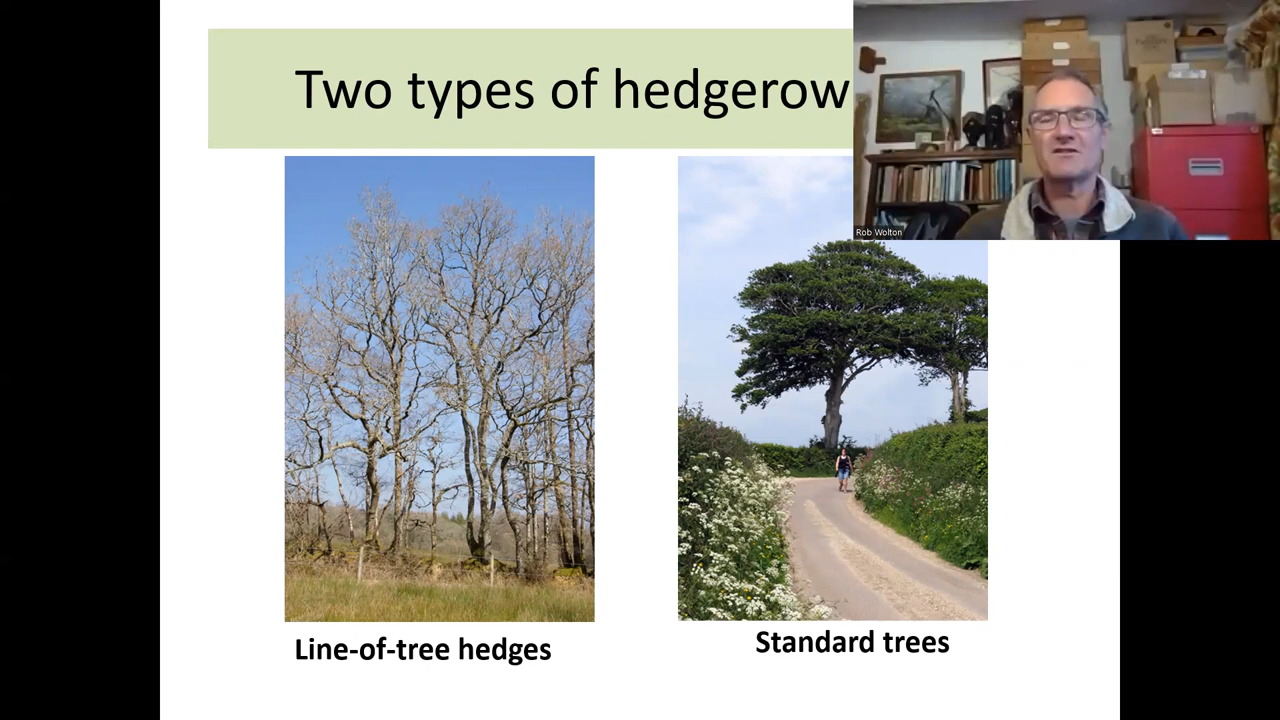 Two types of hedgerow
Rob Wolton
Line-of-tree hedges
Standard trees